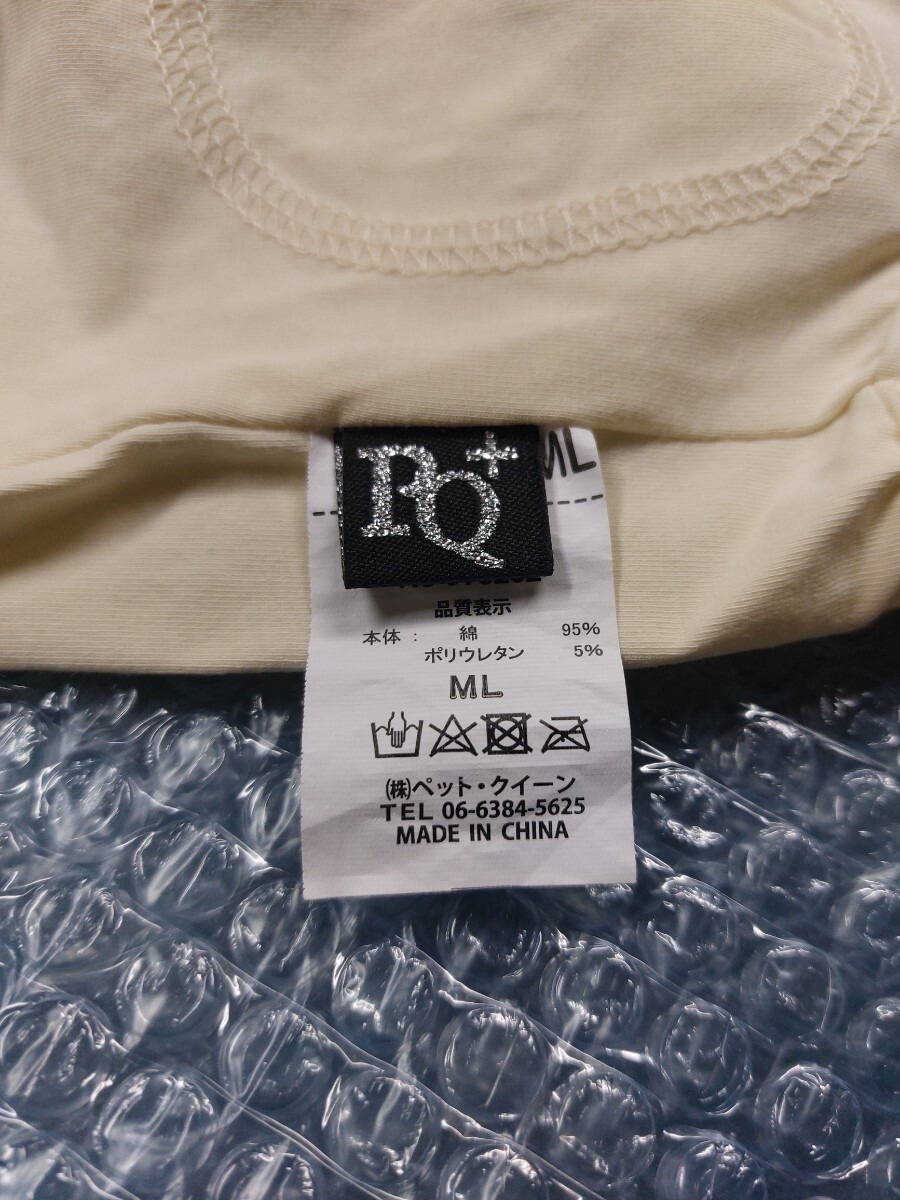 PQ+
ML
品質表示
本体: 綿 95%
ポリウレタン 5%
ML
㈱ペット・クイーン
TEL 06-6384-5625
MADE IN CHINA